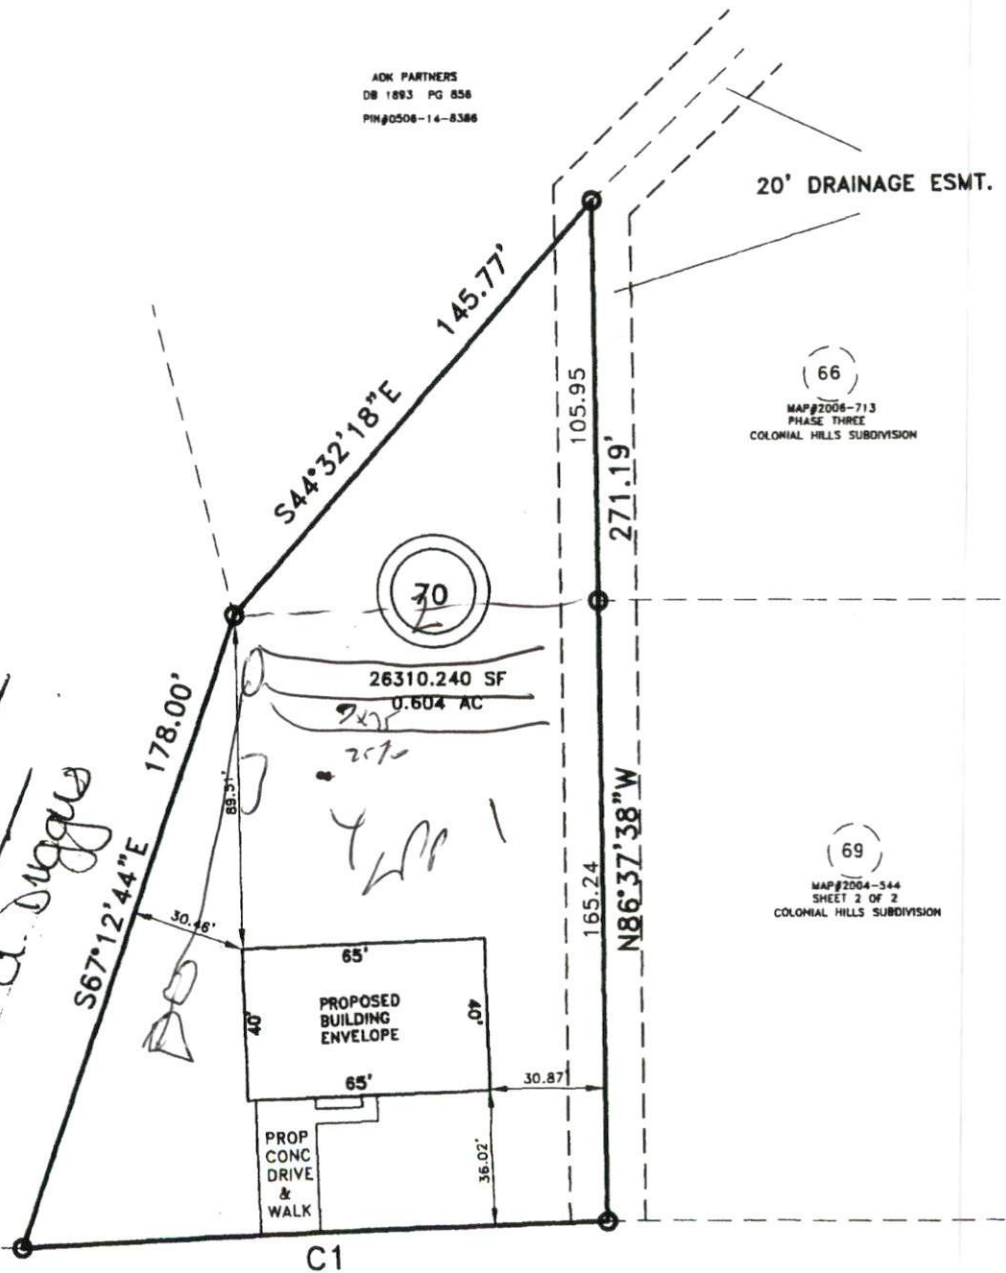 ADK PARTNERS
DB 1893 PG 856
PIN#0506-14-8386
20' DRAINAGE ESMT.
145.77'
S44°32'18"E
105.95
271.19'
66
MAP#2006-713
PHASE THREE
COLONIAL HILLS SUBDIVISION
70
26310.240 SF
0.604 AC
25%
178.00'
S67°12'44"E
89.51'
30.46'
165.24
N86°37'38"W
69
MAP#2004-544
SHEET 2 OF 2
COLONIAL HILLS SUBDIVISION
65'
40'
PROPOSED
BUILDING
ENVELOPE
40'
65'
30.87'
36.02'
PROP
CONC
DRIVE
&
WALK
C1